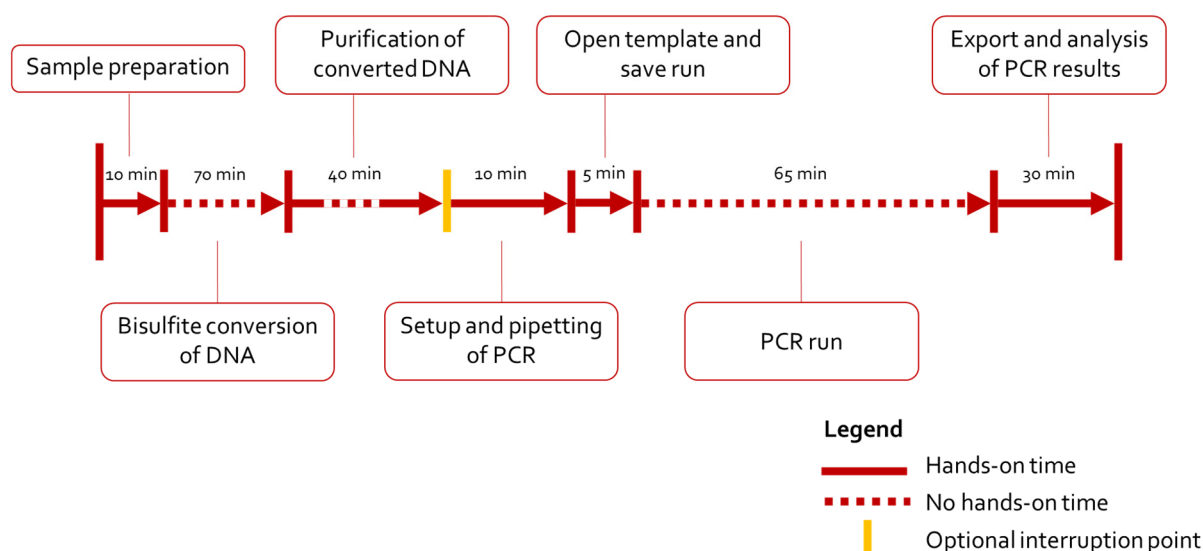 Sample preparation
Purification of
converted DNA
Open template and
save run
Export and analysis
of PCR results
10 min
70 min
40 min
10 min
5 min
65 min
30 min
Bisulfite conversion
of DNA
Setup and pipetting
of PCR
PCR run
Legend
Hands-on time
No hands-on time
Optional interruption point